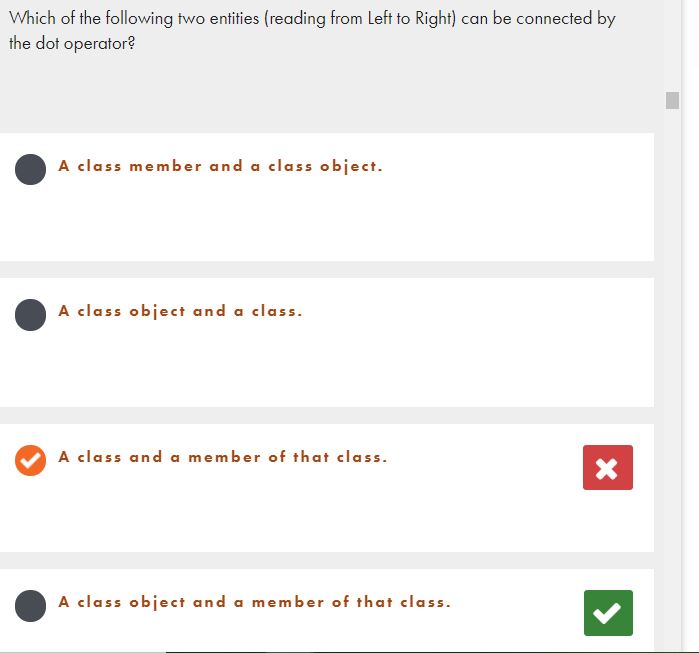 Which of the following two entities (reading from Left to Right) can be connected by
the dot operator?
A class member and a class object.
A class object and a class.
A class and a member of that class.
A class object and a member of that class.